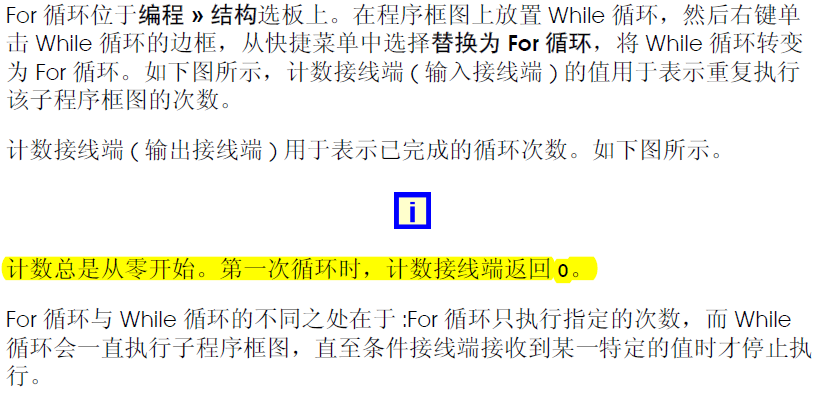 For 循环位于编程 » 结构选板上。在程序框图上放置 While 循环，然后右键单
击 While 循环的边框，从快捷菜单中选择替换为 For 循环，将 While 循环转变
为 For 循环。如下图所示，计数接线端 ( 输入接线端 ) 的值用于表示重复执行
该子程序框图的次数。
计数接线端 ( 输出接线端 ) 用于表示已完成的循环次数。如下图所示。
i
计数总是从零开始。第一次循环时，计数接线端返回 0。
For 循环与 While 循环的不同之处在于 :For 循环只执行指定的次数，而 While
循环会一直执行子程序框图，直至条件接线端接收到某一特定的值时才停止执
行。